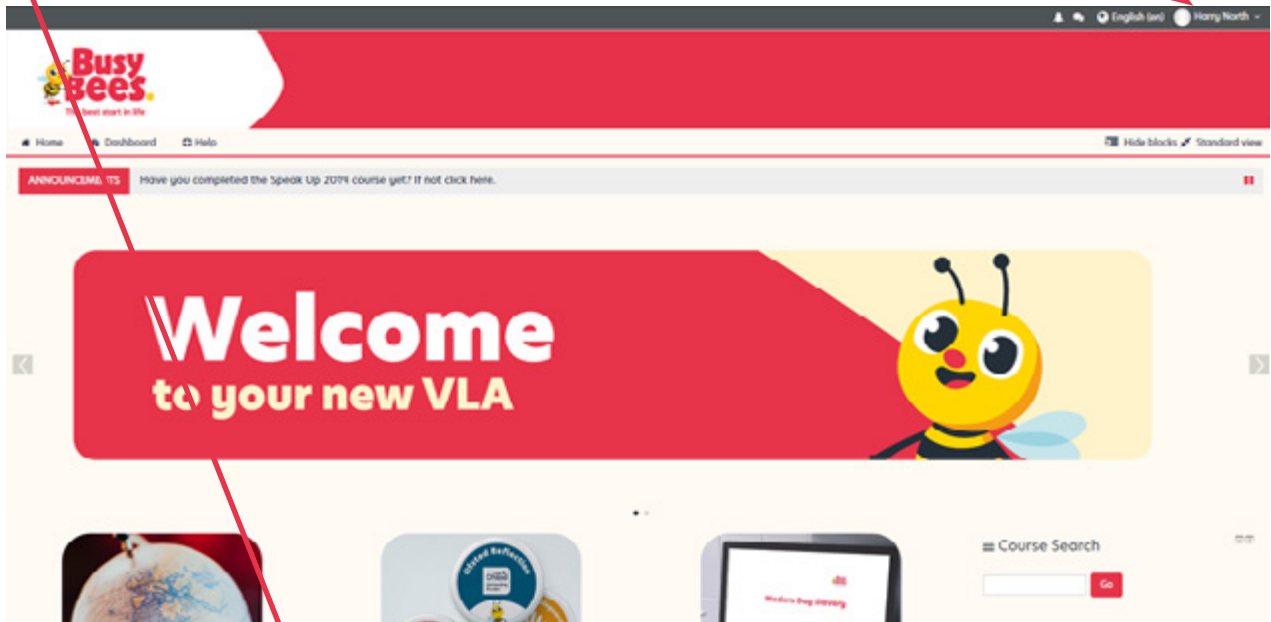 English (en) Harry North
Busy
Bees.
The best start in life
Home Dashboard Help
Hide blocks Standard view
ANNOUNCEMENTS Have you completed the Speak Up 2019 course yet? If not click here.
Welcome
to your new VLA
Course Search
Go
Ofsted Reflection
Ofsted
Modern Day Slavery